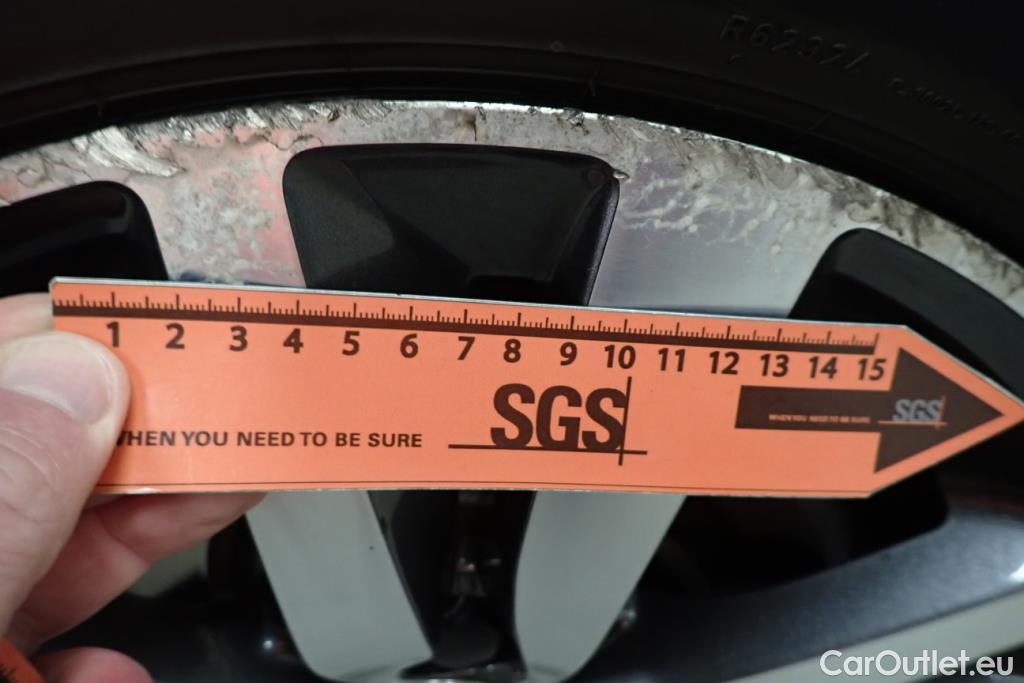 R62324
1 2 3 4 5 6 7 8 9 10 11 12 13 14 15
SGS
WHEN YOU NEED TO BE SURE
WHEN YOU NEED TO BE SURE
SGS
CarOutlet.eu